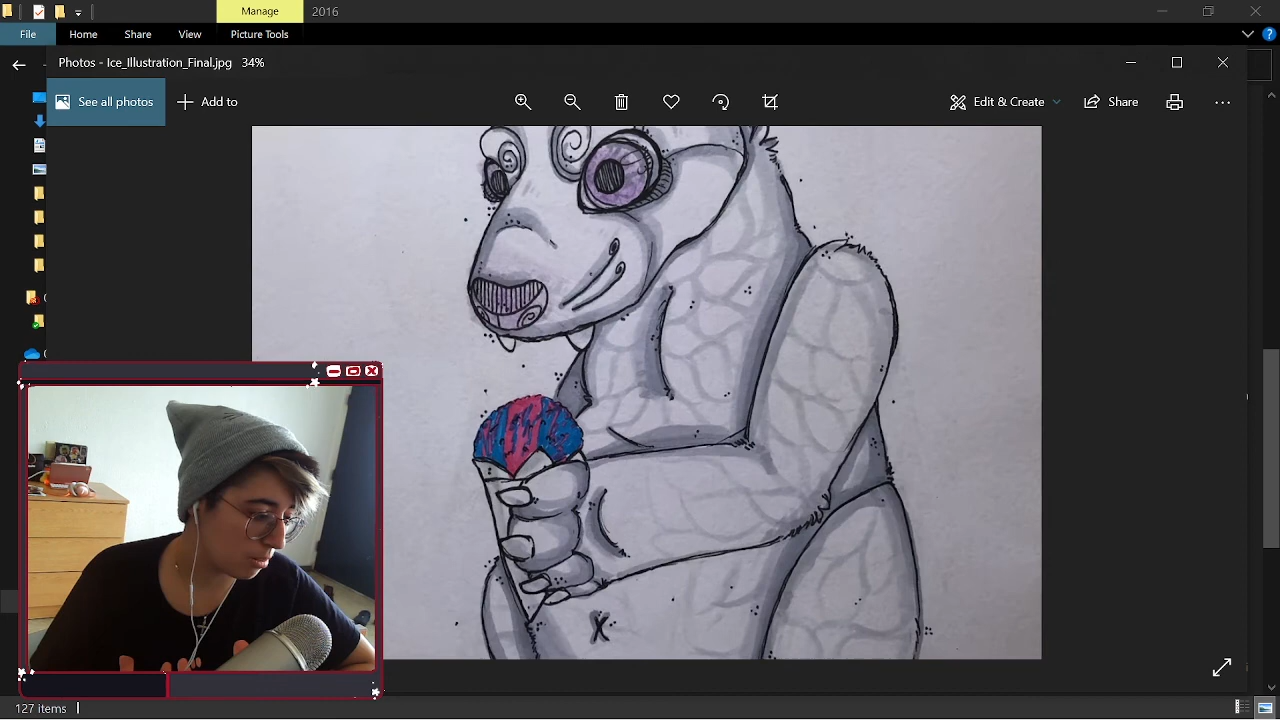 Manage
2016
File
Home
Share
View
Picture Tools
Photos - Ice_Illustration_Final.jpg
34%
See all photos
Add to
Edit & Create
Share
127 items